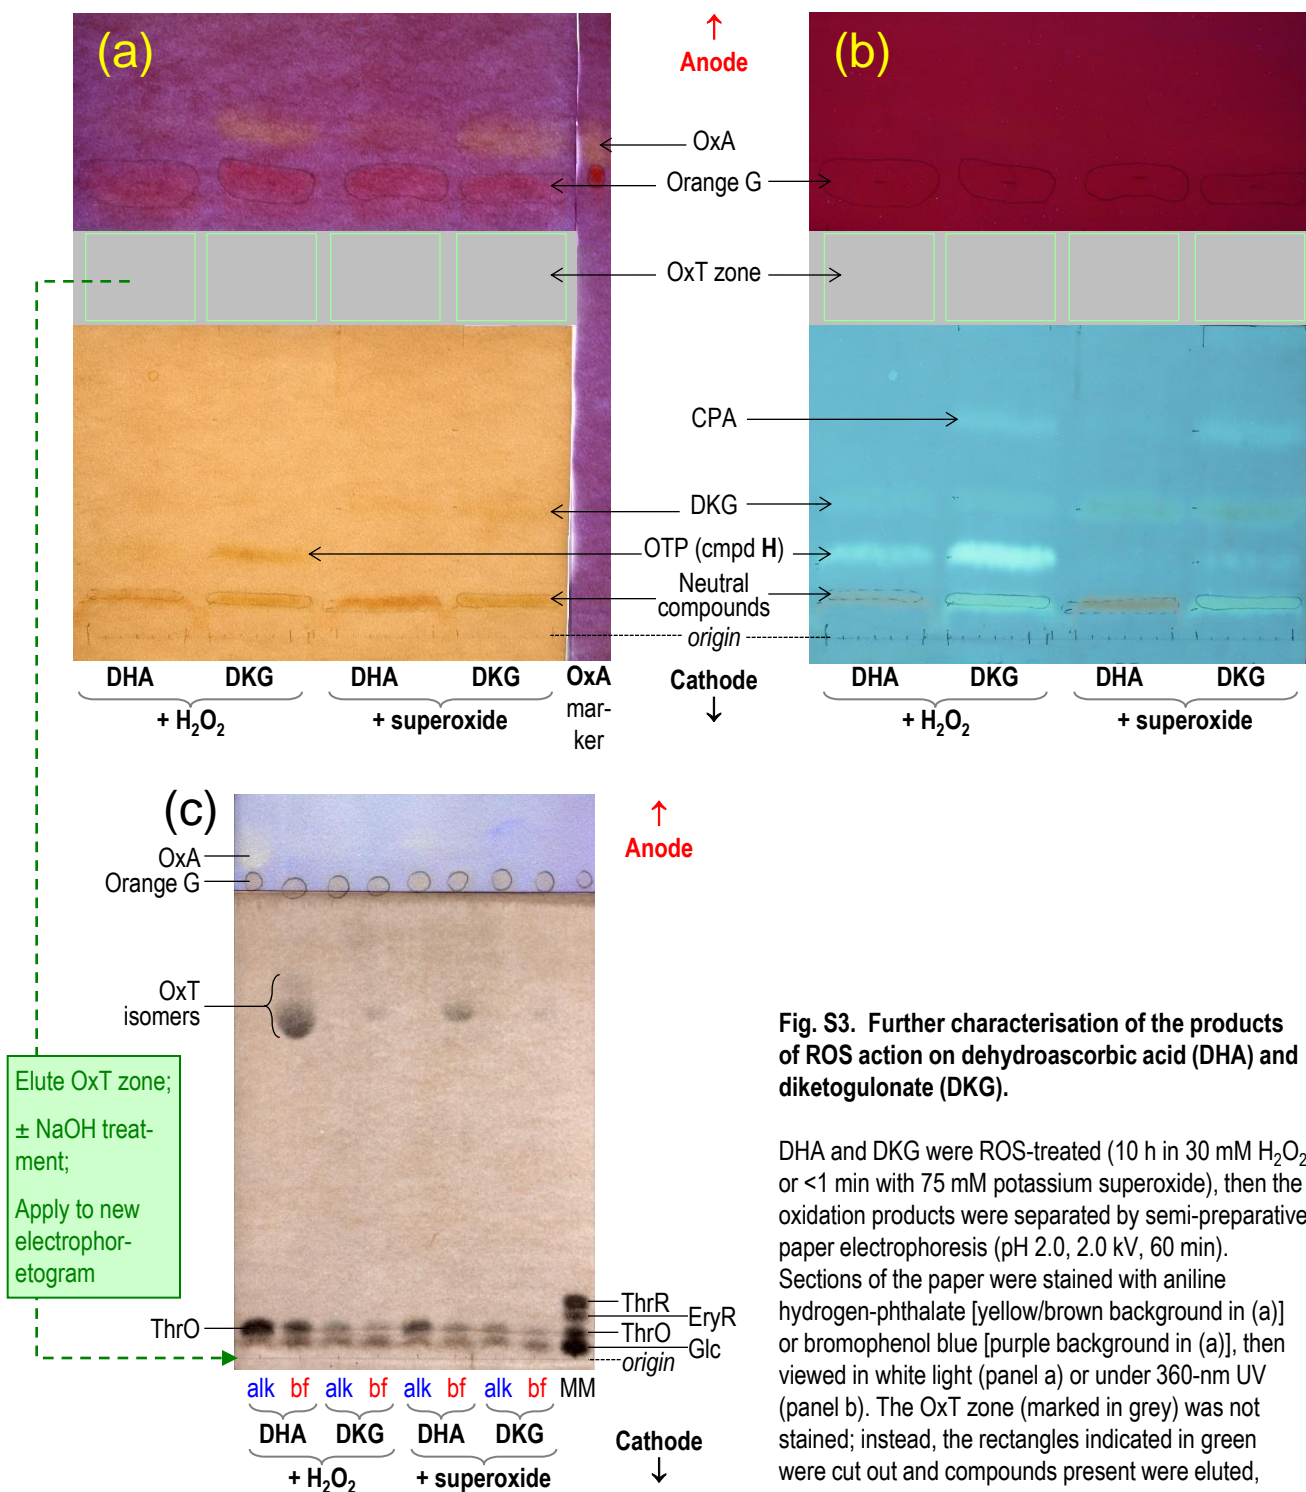 (a)
↑
Anode
(b)
OxA
Orange G
OxT zone
CPA
DKG
OTP (cmpd H)
Neutral
compounds
origin
DHA DKG DHA DKG OxA
mar-
ker
+ H₂O₂ + superoxide
Cathode
↓
DHA DKG DHA DKG
+ H₂O₂ + superoxide
(c)
↑
Anode
OxA
Orange G
OxT
isomers
Elute OxT zone;
± NaOH treat-
ment;
Apply to new
electrophor-
etogram
ThrO
ThrR
EryR
ThrO
Glc
origin
alk bf alk bf alk bf alk bf MM
DHA DKG DHA DKG
+ H₂O₂ + superoxide
Cathode
↓
Fig. S3. Further characterisation of the products
of ROS action on dehydroascorbic acid (DHA) and
diketogulonate (DKG).
DHA and DKG were ROS-treated (10 h in 30 mM H₂O₂
or <1 min with 75 mM potassium superoxide), then the
oxidation products were separated by semi-preparative
paper electrophoresis (pH 2.0, 2.0 kV, 60 min).
Sections of the paper were stained with aniline
hydrogen-phthalate [yellow/brown background in (a)]
or bromophenol blue [purple background in (a)], then
viewed in white light (panel a) or under 360-nm UV
(panel b). The OxT zone (marked in grey) was not
stained; instead, the rectangles indicated in green
were cut out and compounds present were eluted,